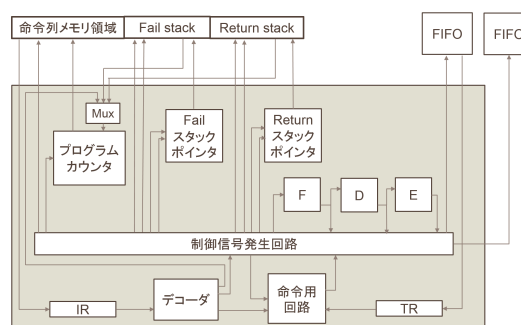 命令列メモリ領域 Fail stack Return stack
FIFO FIFO
Mux
プログラム
カウンタ
Fail
スタック
ポインタ
Return
スタック
ポインタ
F D E
制御信号発生回路
IR
デコーダ
命令用
回路
TR